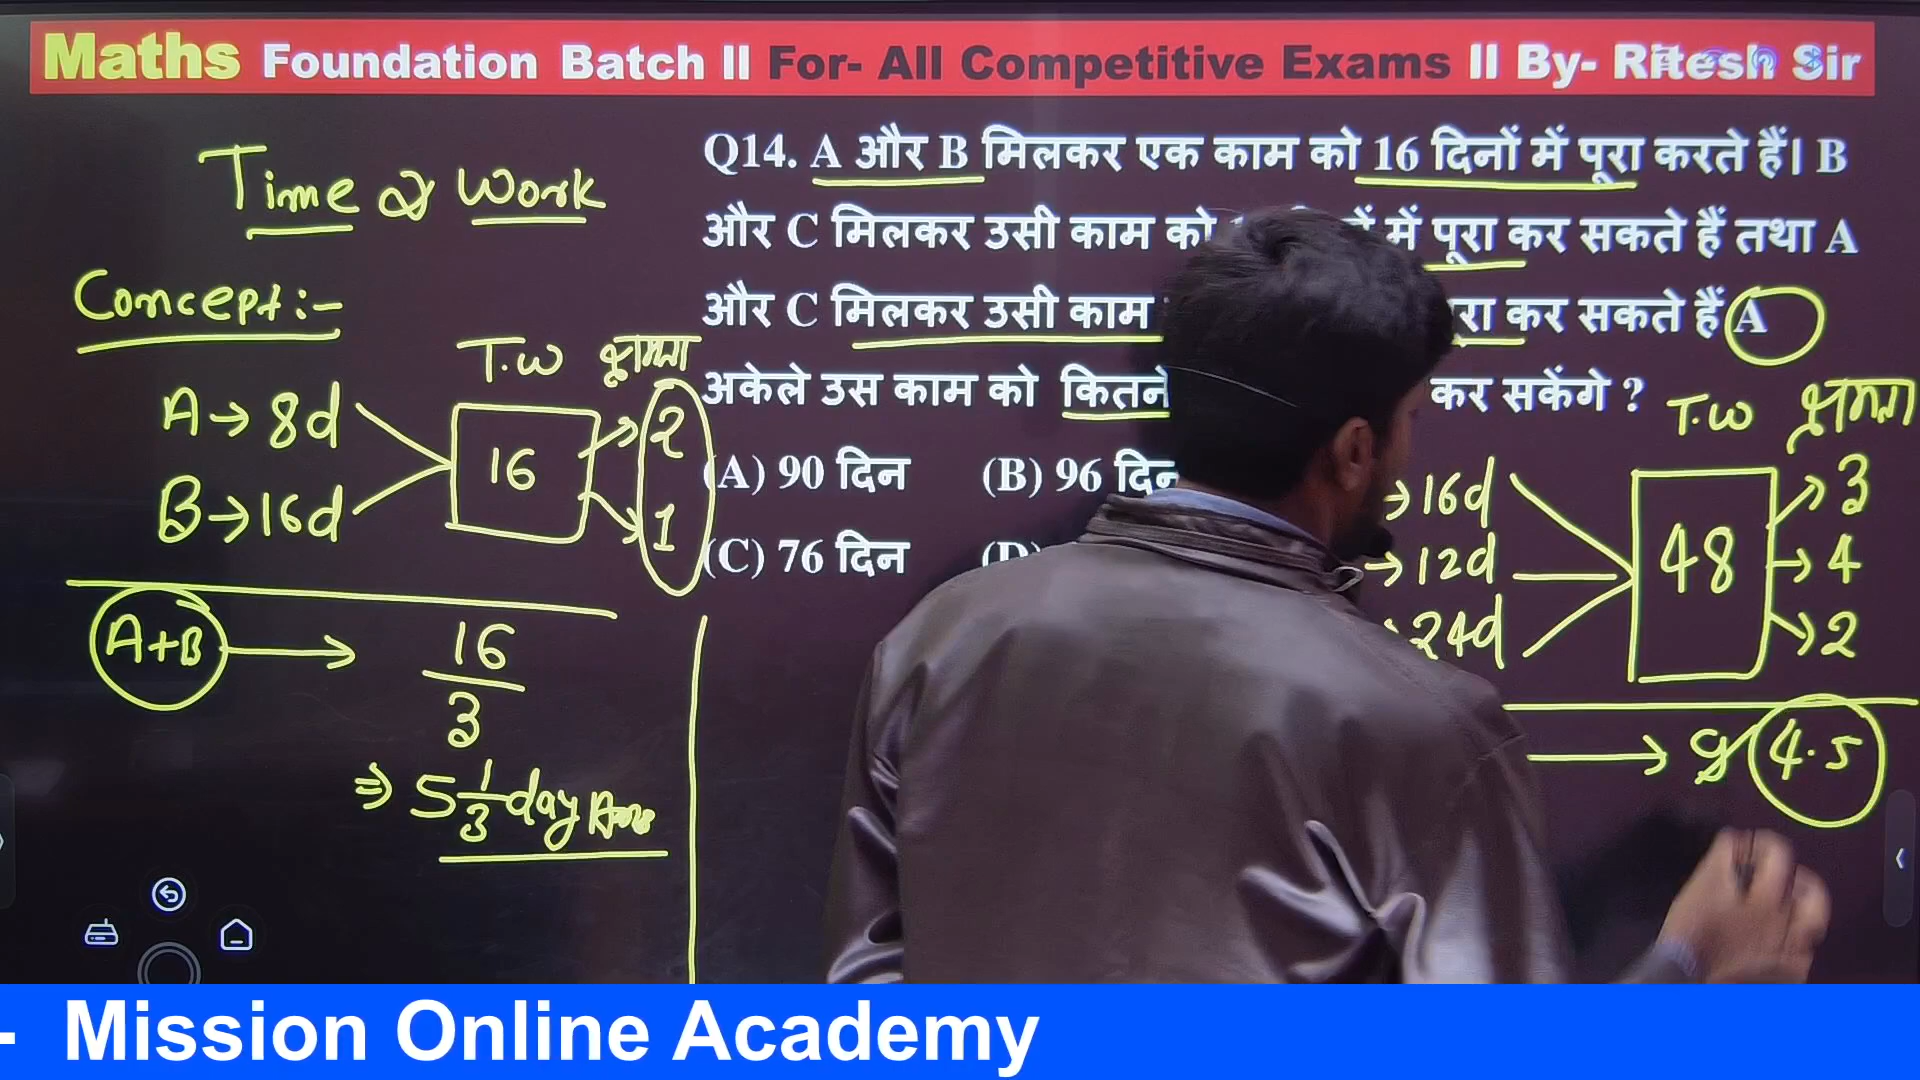 Maths Foundation Batch II For- All Competitive Exams II By- Ritesh Sir
Time & Work
Concept:-
T.W क्षमता
A→8d
B→16d
16
2
1
A+B → 16/3
⇒ 5 1/3 day Ans
Q14. A और B मिलकर एक काम को 16 दिनों में पूरा करते हैं। B
और C मिलकर उसी काम को में पूरा कर सकते हैं तथा A
और C मिलकर उसी काम कर सकते हैं A
अकेले उस काम को कितने कर सकेंगे ?
(A) 90 दिन (B) 96 दिन
(C) 76 दिन
T.W क्षमता
→16d
→12d
24d
48
3
→4
2
→ 4.5
- Mission Online Academy